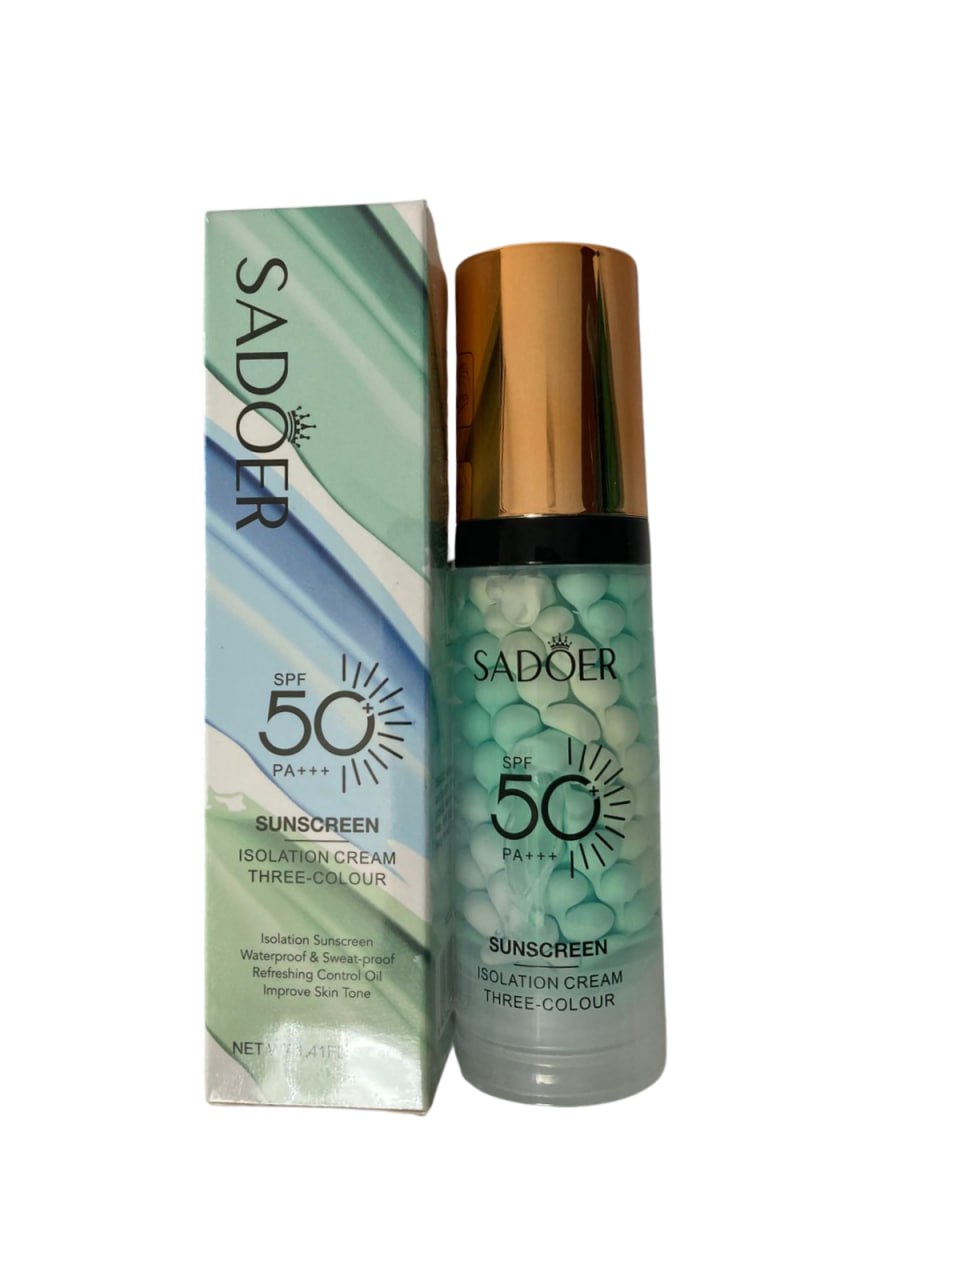 SADOER
SPF
50+
PA+++
SUNSCREEN
ISOLATION CREAM
THREE-COLOUR
Isolation Sunscreen
Waterproof & Sweat-proof
Refreshing Control Oil
Improve Skin Tone
NET
SADOER
SPF
50+
PA+++
SUNSCREEN
ISOLATION CREAM
THREE-COLOUR